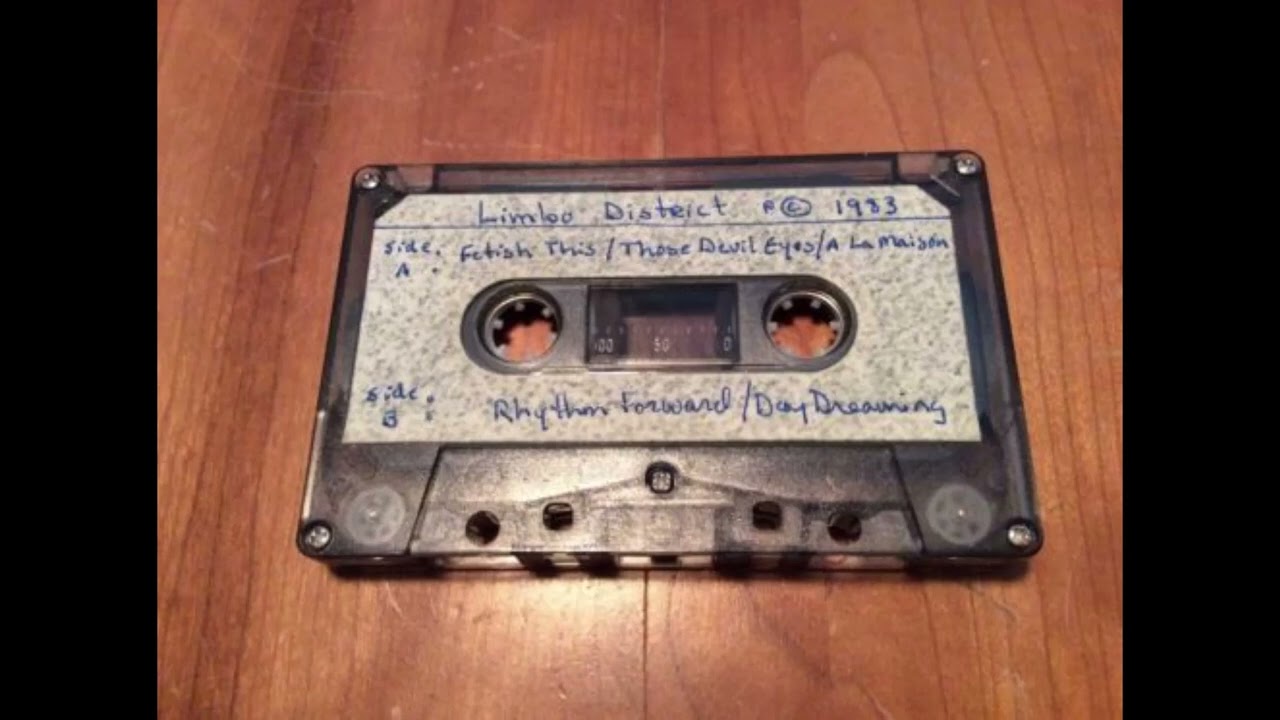 Limbo District ℗© 1983
Side. Fetish This / Those Devil Eyes / A La Maison
A .
100 50 0
Side. Rhythm Forward / Day Dreaming
B :